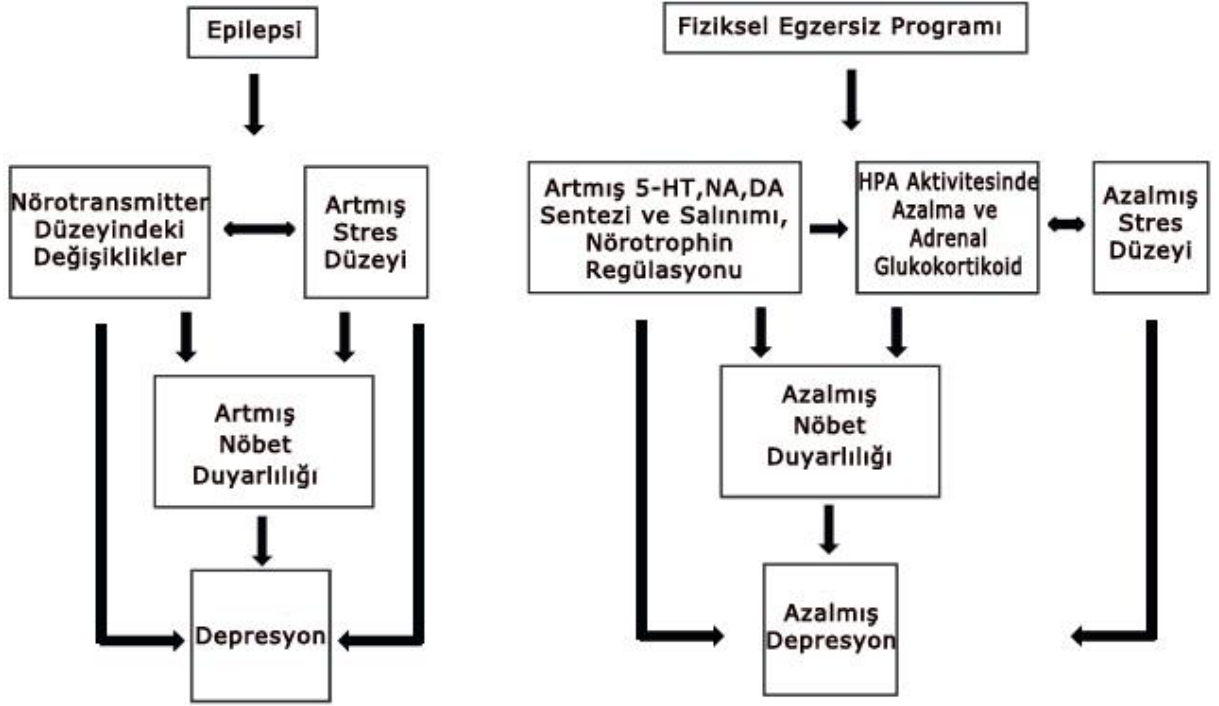 Epilepsi
Nörotransmitter
Düzeyindeki
Değişiklikler
Artmış
Stres
Düzeyi
Artmış
Nöbet
Duyarlılığı
Depresyon
Fiziksel Egzersiz Programı
Artmış 5-HT,NA,DA
Sentezi ve Salınımı,
Nörotrophin
Regülasyonu
HPA Aktivitesinde
Azalma ve
Adrenal
Glukokortikoid
Azalmış
Stres
Düzeyi
Azalmış
Nöbet
Duyarlılığı
Azalmış
Depresyon